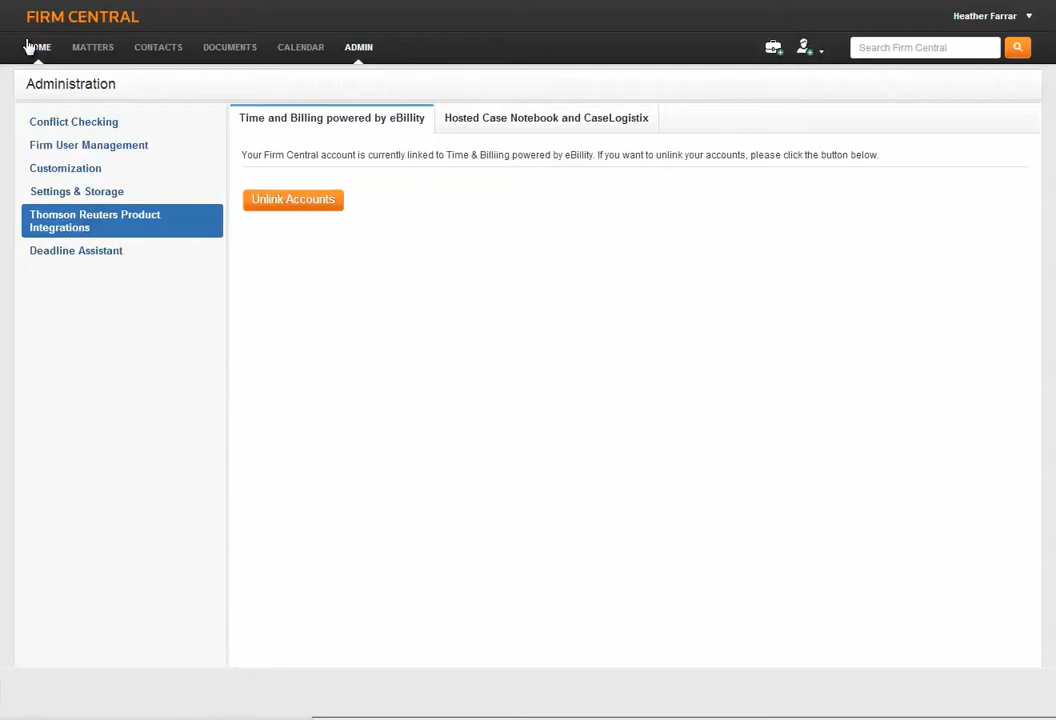 FIRM CENTRAL
Heather Farrar
HOME MATTERS CONTACTS DOCUMENTS CALENDAR ADMIN
Search Firm Central
Administration
Conflict Checking
Firm User Management
Customization
Settings & Storage
Thomson Reuters Product
Integrations
Deadline Assistant
Time and Billing powered by eBillity
Hosted Case Notebook and CaseLogistix
Your Firm Central account is currently linked to Time & Billiing powered by eBillity. If you want to unlink your accounts, please click the button below.
Unlink Accounts